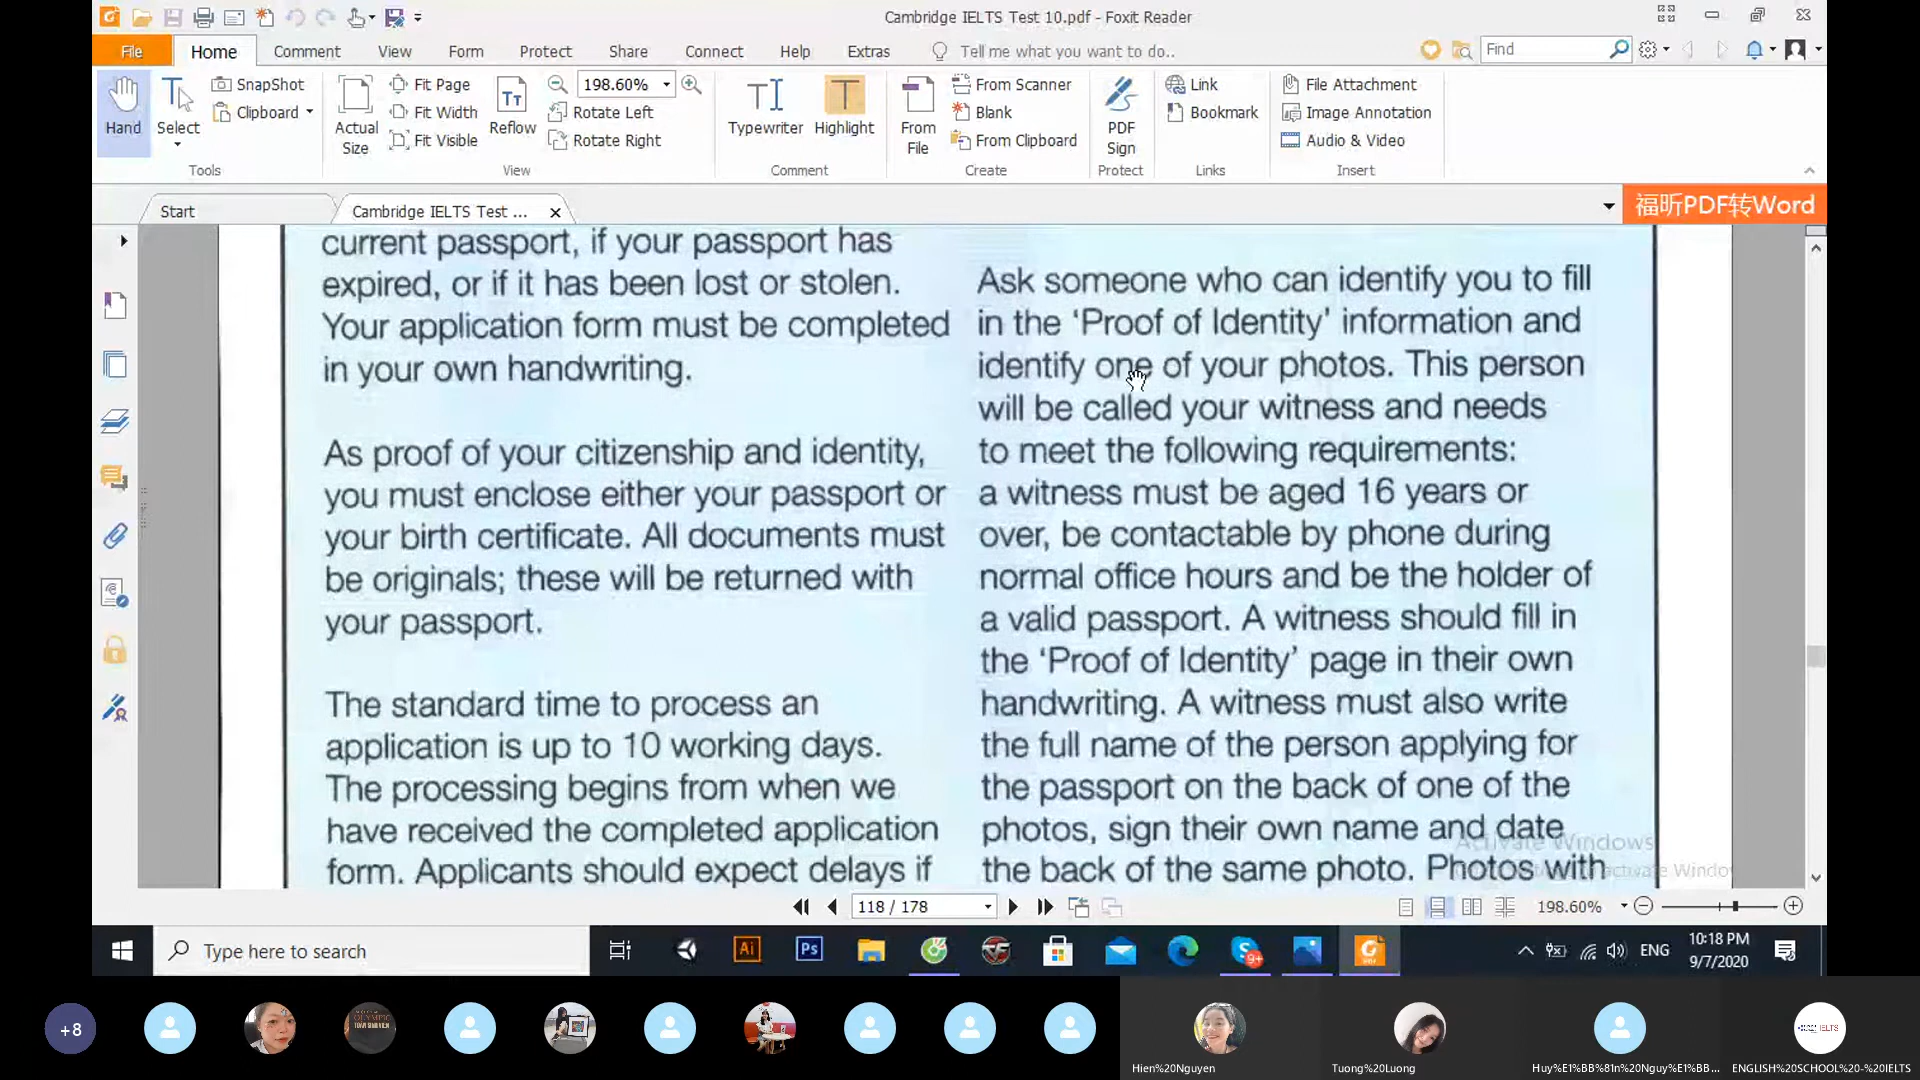 Cambridge IELTS Test 10.pdf - Foxit Reader
File
Home
Comment
View
Form
Protect
Share
Connect
Help
Extras
Tell me what you want to do..
Find
Hand
Select
SnapShot
Clipboard
Tools
Actual
Size
Fit Page
Fit Width
Fit Visible
Reflow
198.60%
Rotate Left
Rotate Right
View
Typewriter
Highlight
Comment
From
File
From Scanner
Blank
From Clipboard
Create
PDF
Sign
Protect
Link
Bookmark
Links
File Attachment
Image Annotation
Audio & Video
Insert
Start
Cambridge IELTS Test ...
福昕PDF转Word
current passport, if your passport has
expired, or if it has been lost or stolen.
Your application form must be completed
in your own handwriting.
As proof of your citizenship and identity,
you must enclose either your passport or
your birth certificate. All documents must
be originals; these will be returned with
your passport.
The standard time to process an
application is up to 10 working days.
The processing begins from when we
have received the completed application
form. Applicants should expect delays if
Ask someone who can identify you to fill
in the ‘Proof of Identity’ information and
identify one of your photos. This person
will be called your witness and needs
to meet the following requirements:
a witness must be aged 16 years or
over, be contactable by phone during
normal office hours and be the holder of
a valid passport. A witness should fill in
the ‘Proof of Identity’ page in their own
handwriting. A witness must also write
the full name of the person applying for
the passport on the back of one of the
photos, sign their own name and date
the back of the same photo. Photos with
Activate Windows
118 / 178
198.60%
Type here to search
Ai
Ps
9+
ENG
10:18 PM
9/7/2020
+8
Hien%20Nguyen
Tuong%20Luong
Huy%E1%BB%81n%20Nguy%E1%BB...
ENGLISH%20SCHOOL%20-%20IELTS